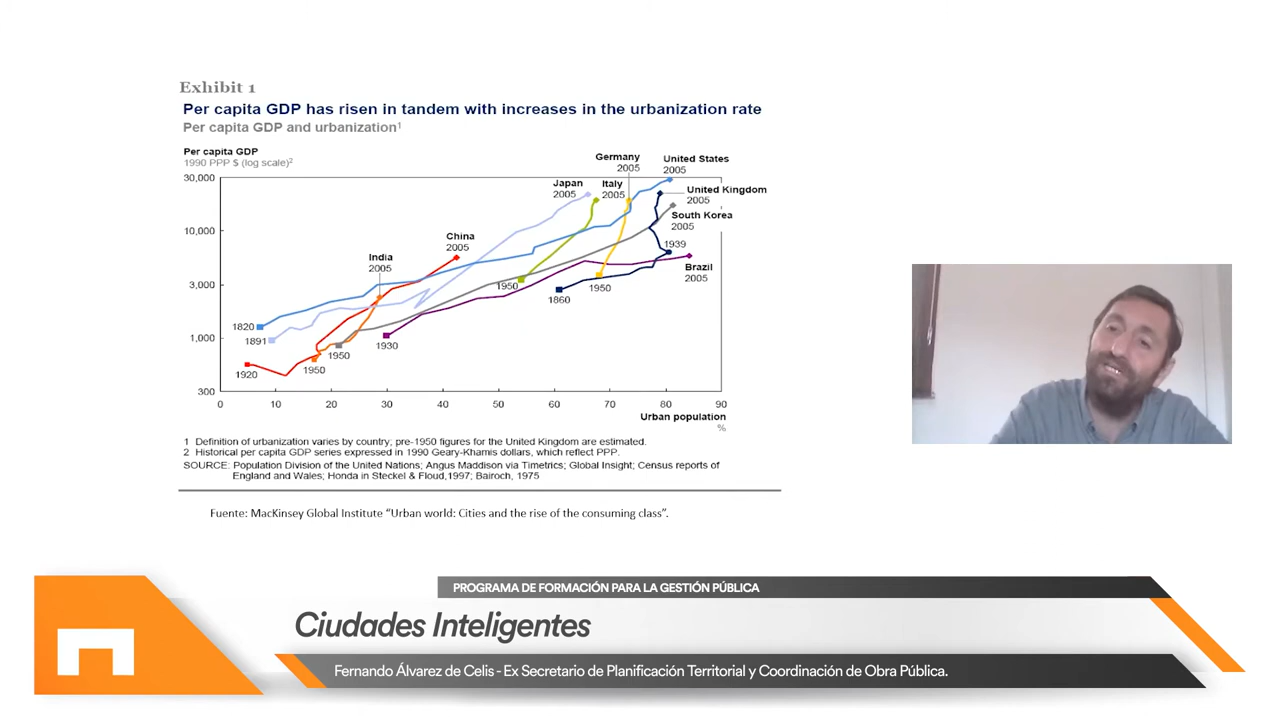 Exhibit 1
Per capita GDP has risen in tandem with increases in the urbanization rate
Per capita GDP and urbanization1
Per capita GDP
1990 PPP $ (log scale)2
30,000
10,000
3,000
1,000
300
0 10 20 30 40 50 60 70 80 90
Urban population
%
Germany
2005
United States
2005
Japan
2005
Italy
2005
United Kingdom
2005
South Korea
2005
China
2005
India
2005
1939
Brazil
2005
1950
1950
1860
1820
1891
1950
1930
1920
1950
1 Definition of urbanization varies by country; pre-1950 figures for the United Kingdom are estimated.
2 Historical per capita GDP series expressed in 1990 Geary-Khamis dollars, which reflect PPP.
SOURCE: Population Division of the United Nations; Angus Maddison via Timetrics; Global Insight; Census reports of
England and Wales; Honda in Steckel & Floud,1997; Bairoch, 1975
Fuente: MacKinsey Global Institute “Urban world: Cities and the rise of the consuming class”.
PROGRAMA DE FORMACIÓN PARA LA GESTIÓN PÚBLICA
Ciudades Inteligentes
Fernando Álvarez de Celis - Ex Secretario de Planificación Territorial y Coordinación de Obra Pública.